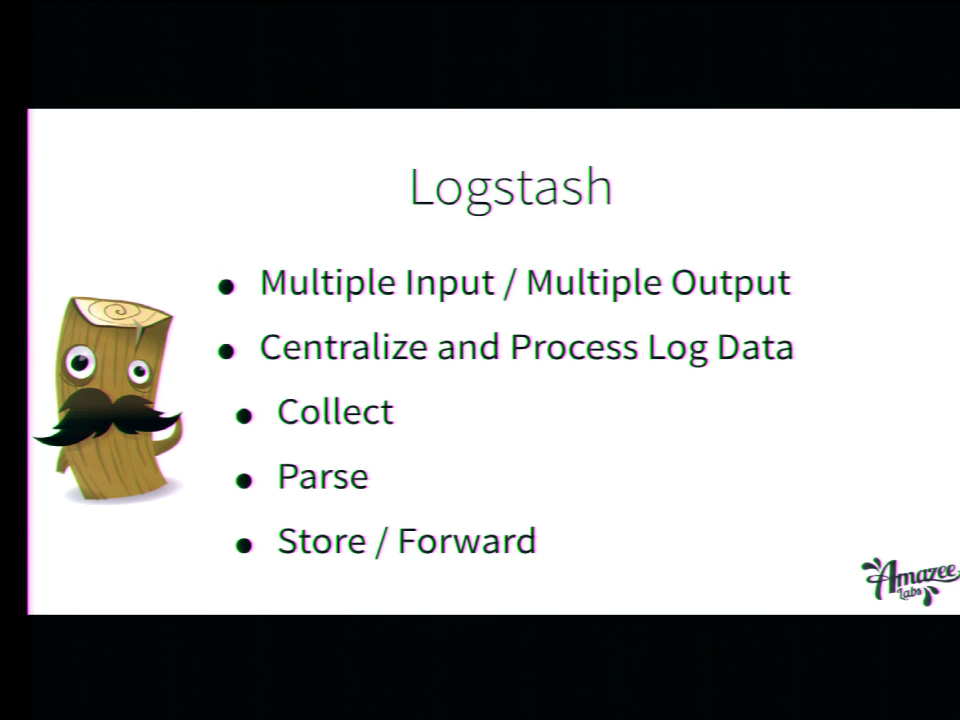 Logstash
Multiple Input / Multiple Output
Centralize and Process Log Data
Collect
Parse
Store / Forward
Amazee
Labs